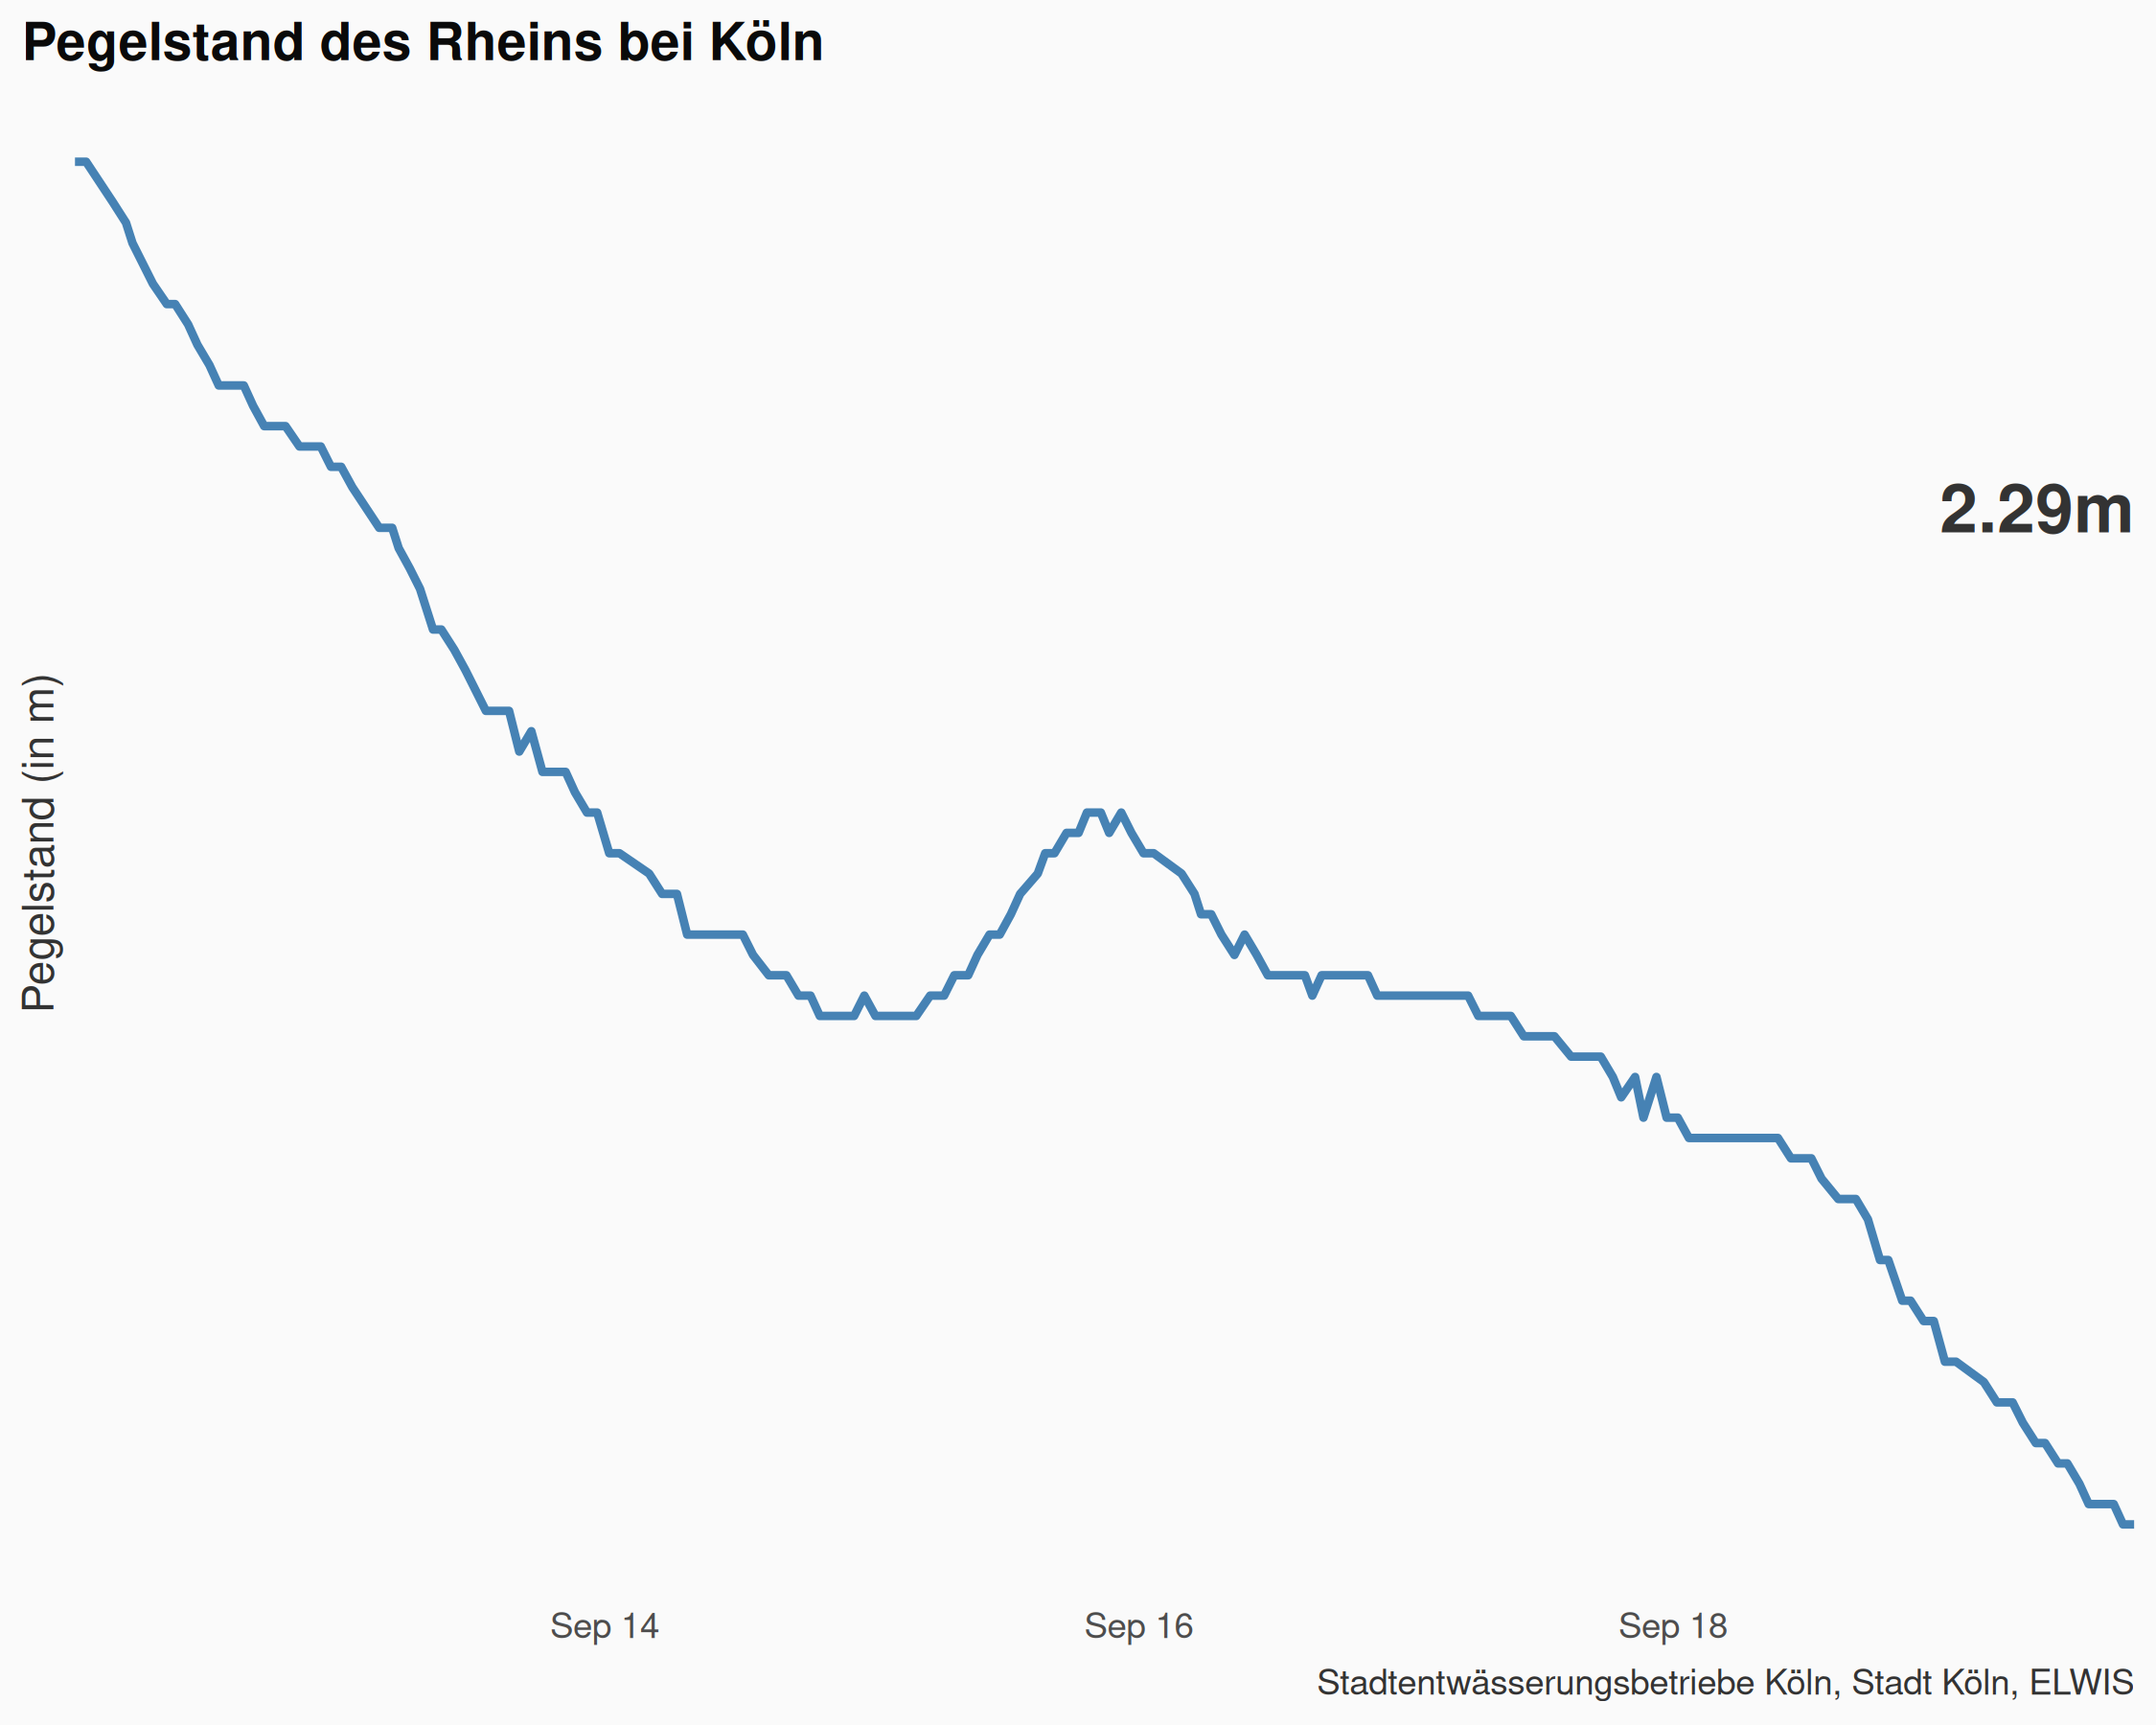 Pegelstand des Rheins bei Köln
2.29m
Pegelstand (in m)
Sep 14
Sep 16
Sep 18
Stadtentwässerungsbetriebe Köln, Stadt Köln, ELWIS